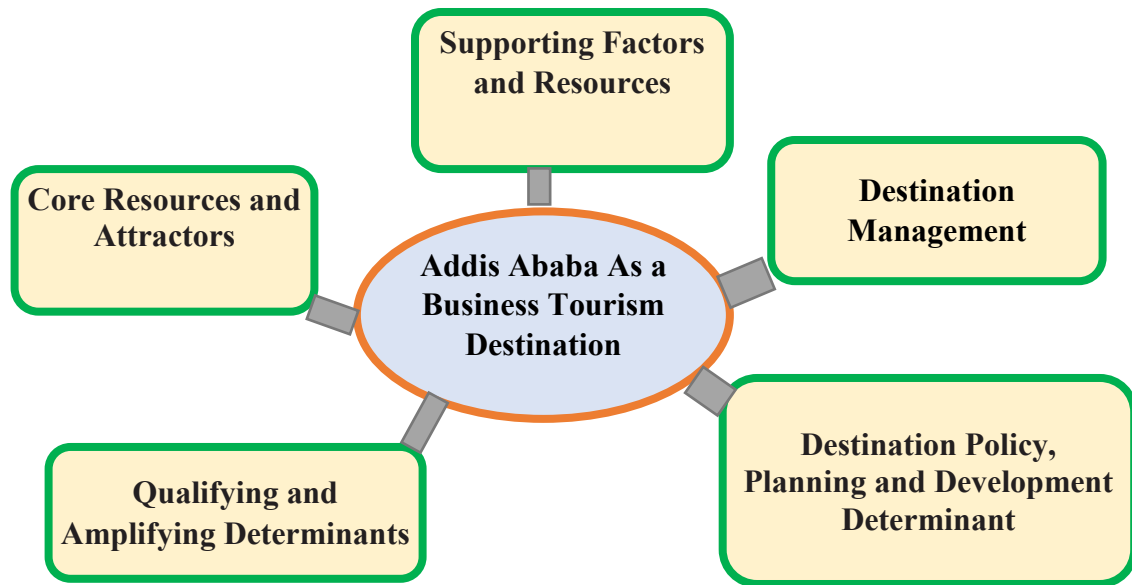 Supporting Factors
and Resources
Core Resources and
Attractors
Destination
Management
Addis Ababa As a
Business Tourism
Destination
Qualifying and
Amplifying Determinants
Destination Policy,
Planning and Development
Determinant